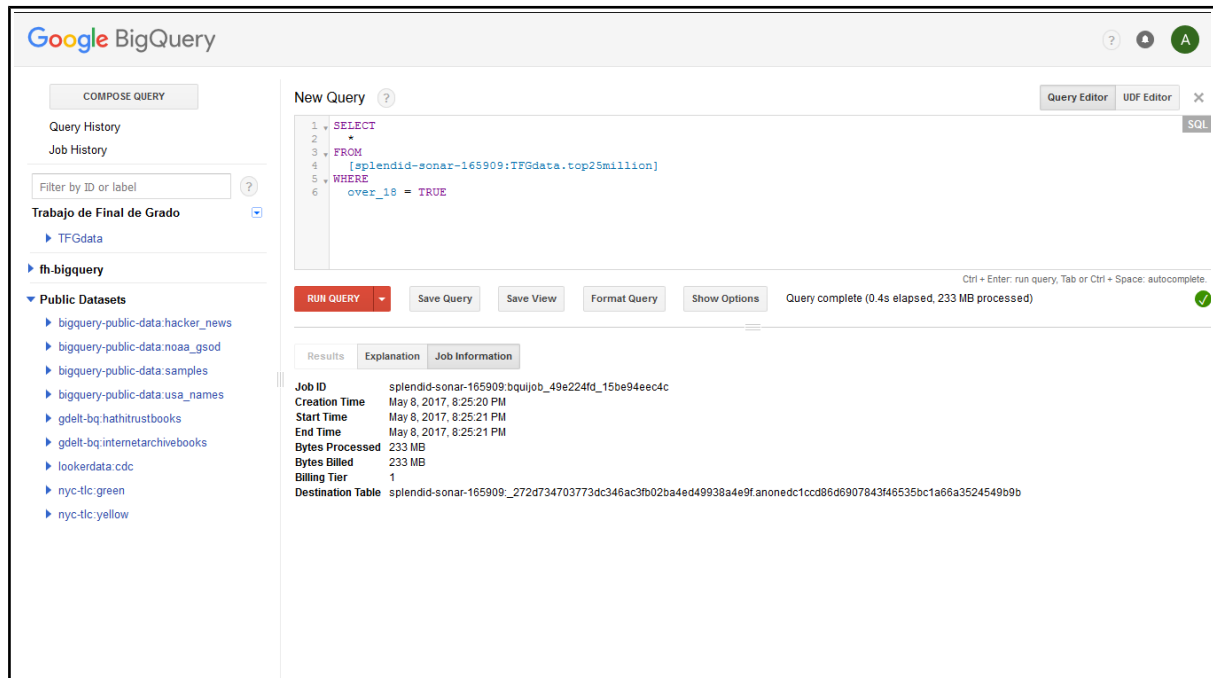 Google BigQuery
? A
COMPOSE QUERY
Query History
Job History
Filter by ID or label ?
Trabajo de Final de Grado
TFGdata
fh-bigquery
Public Datasets
bigquery-public-data:hacker_news
bigquery-public-data:noaa_gsod
bigquery-public-data:samples
bigquery-public-data:usa_names
gdelt-bq:hathitrustbooks
gdelt-bq:internetarchivebooks
lookerdata:cdc
nyc-tlc:green
nyc-tlc:yellow
New Query ? Query Editor UDF Editor
SQL
1 SELECT
2 *
3 FROM
4 [splendid-sonar-165909:TFGdata.top25million]
5 WHERE
6 over_18 = TRUE
Ctrl + Enter: run query, Tab or Ctrl + Space: autocomplete.
RUN QUERY Save Query Save View Format Query Show Options Query complete (0.4s elapsed, 233 MB processed)
Results Explanation Job Information
Job ID splendid-sonar-165909:bquijob_49e224fd_15be94eec4c
Creation Time May 8, 2017, 8:25:20 PM
Start Time May 8, 2017, 8:25:21 PM
End Time May 8, 2017, 8:25:21 PM
Bytes Processed 233 MB
Bytes Billed 233 MB
Billing Tier 1
Destination Table splendid-sonar-165909:_272d734703773dc346ac3fb02ba4ed49938a4e9f.anonedc1ccd86d6907843f46535bc1a66a3524549b9b